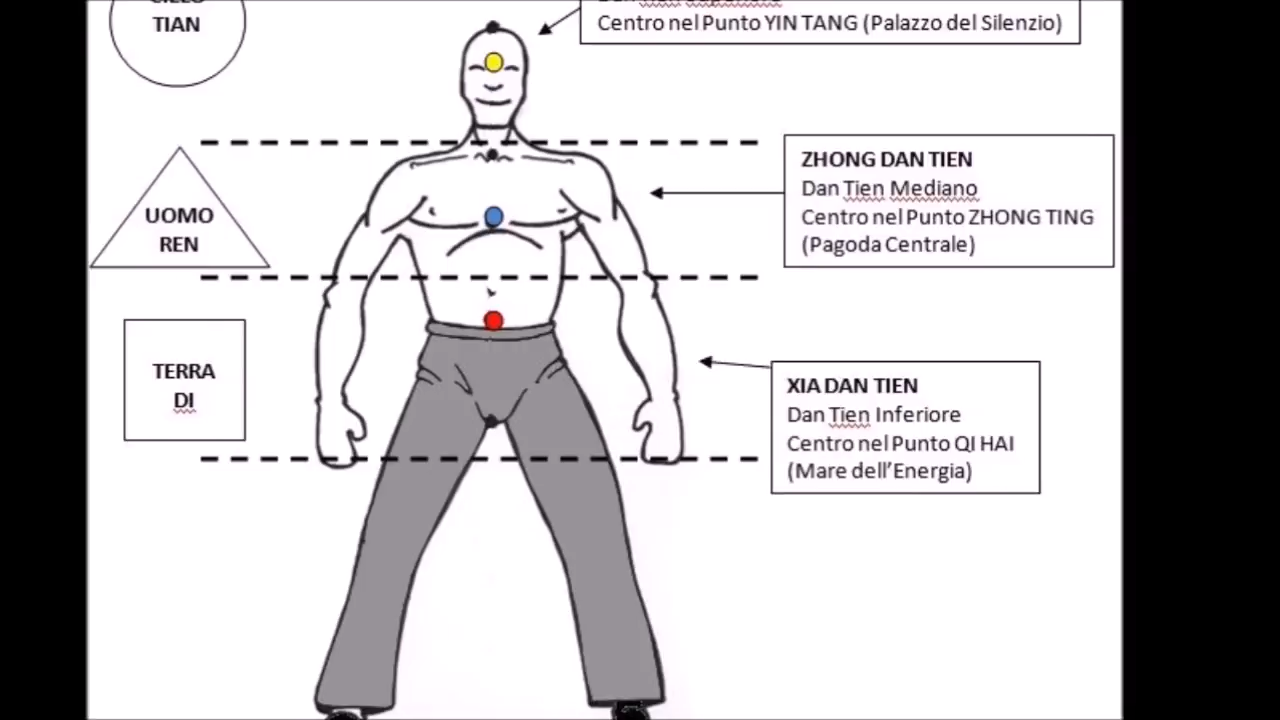 TIAN
Centro nel Punto YIN TANG (Palazzo del Silenzio)
UOMO
REN
ZHONG DAN TIEN
Dan Tien Mediano
Centro nel Punto ZHONG TING
(Pagoda Centrale)
TERRA
DI
XIA DAN TIEN
Dan Tien Inferiore
Centro nel Punto QI HAI
(Mare dell'Energia)